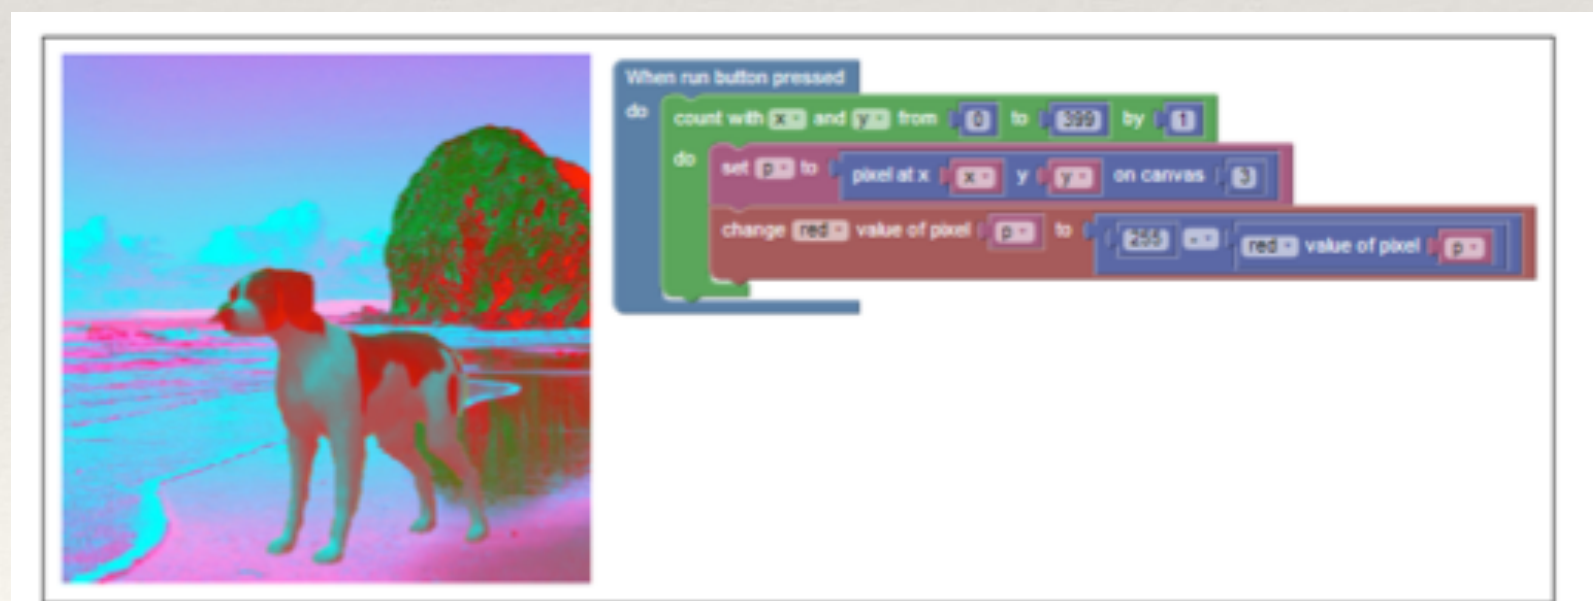 When run button pressed
do
count with x and y from 0 to 399 by 1
do
set p to pixel at x x y y on canvas 3
change red value of pixel p to 255 - red value of pixel p